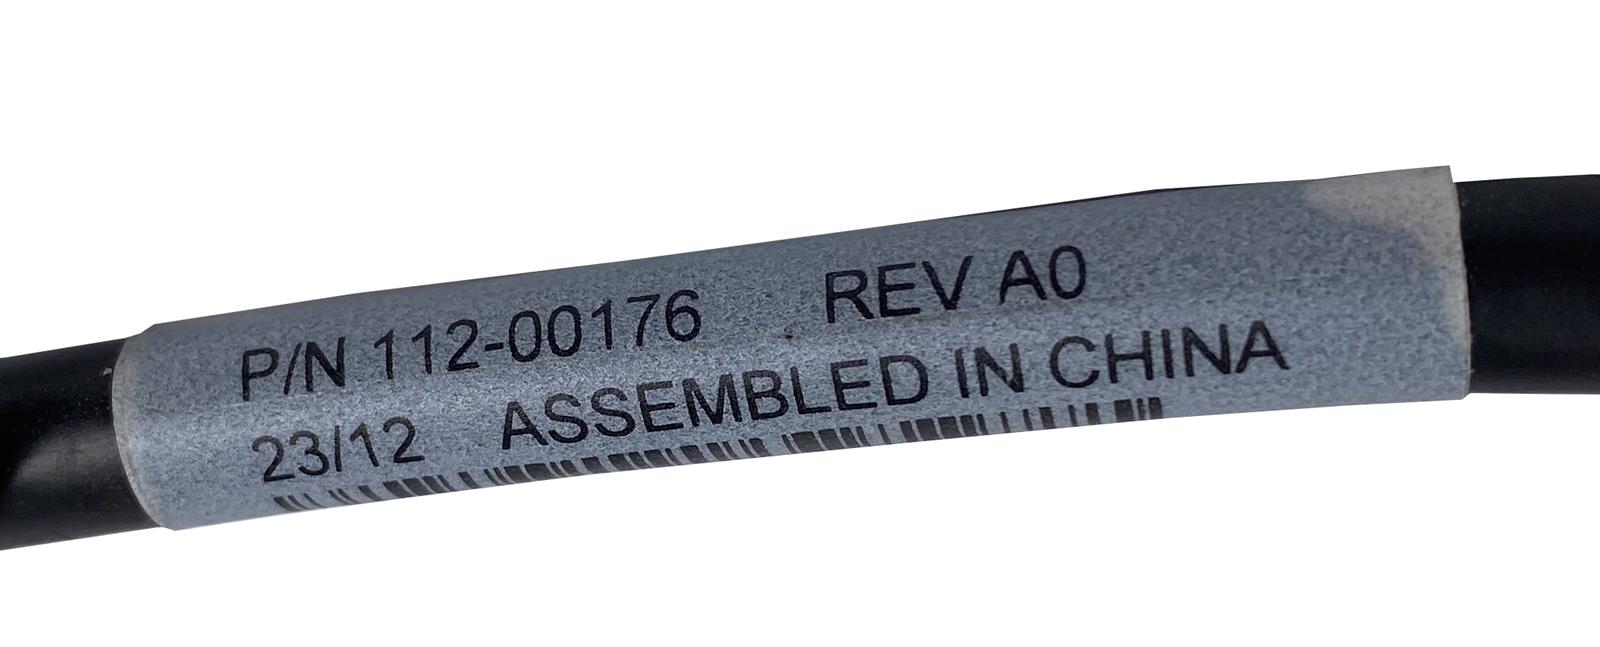 P/N 112-00176 REV A0
23/12 ASSEMBLED IN CHINA